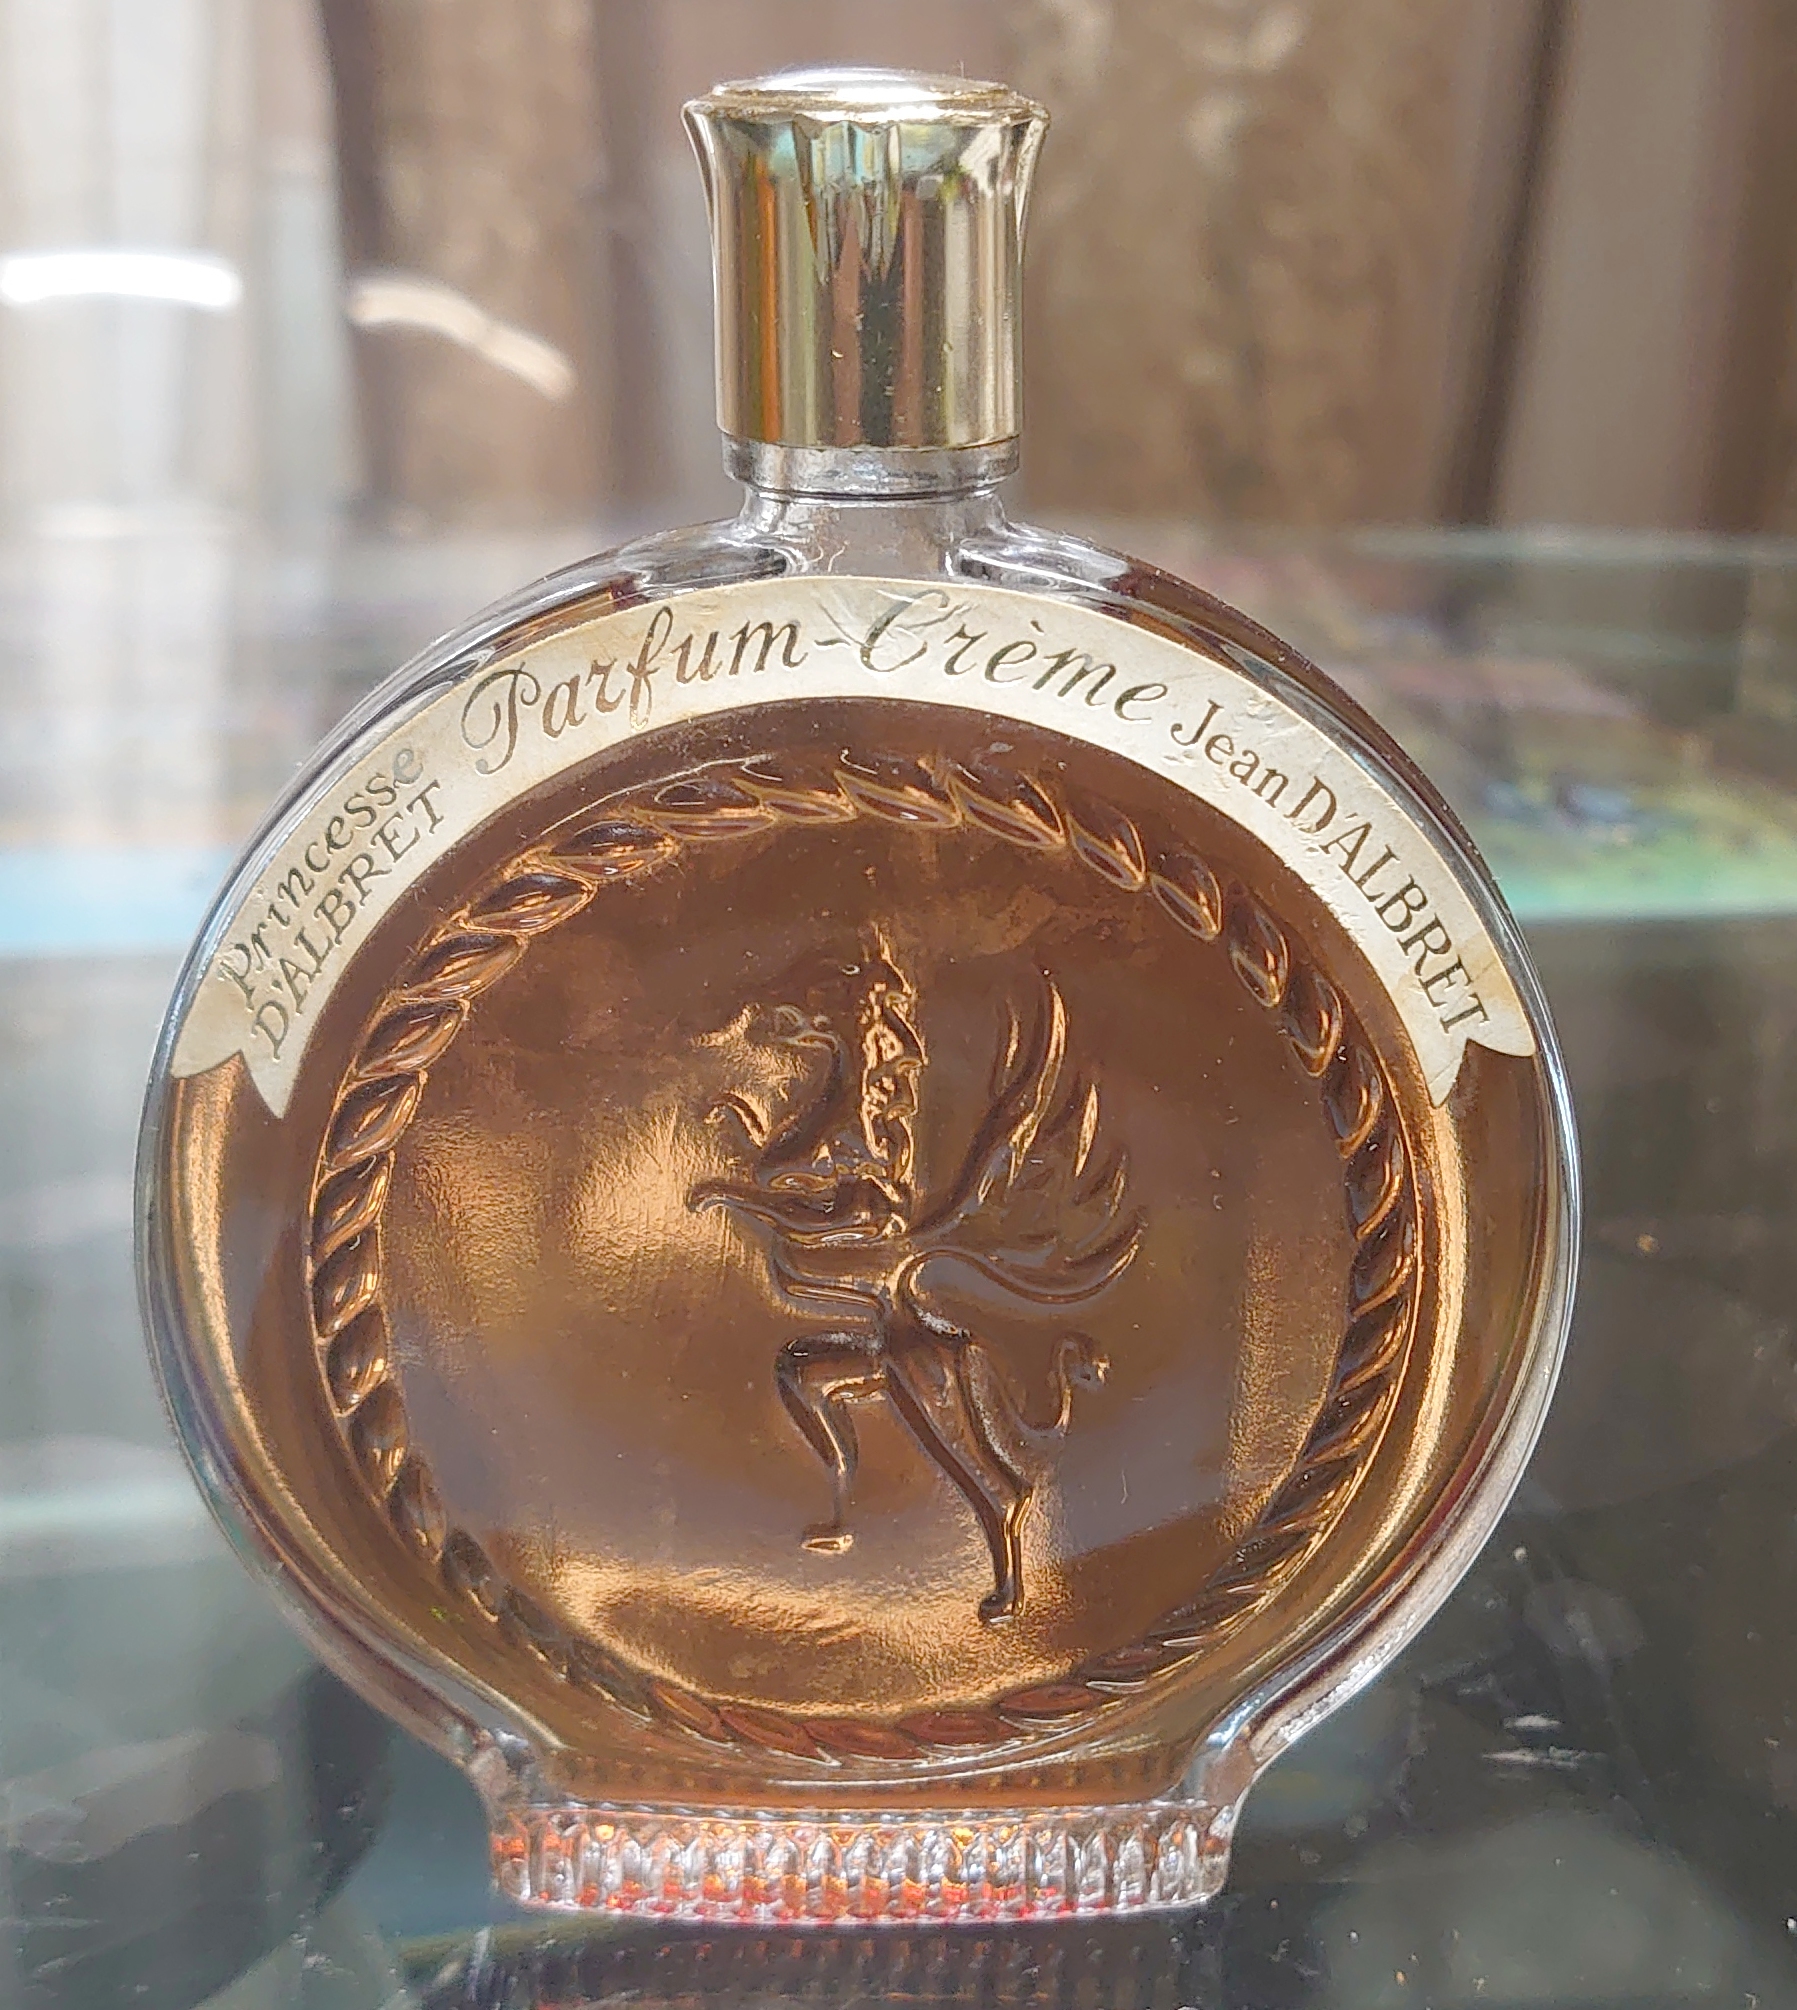 Princesse
D'ALBRET
Parfum-Crème
Jean D'ALBRET